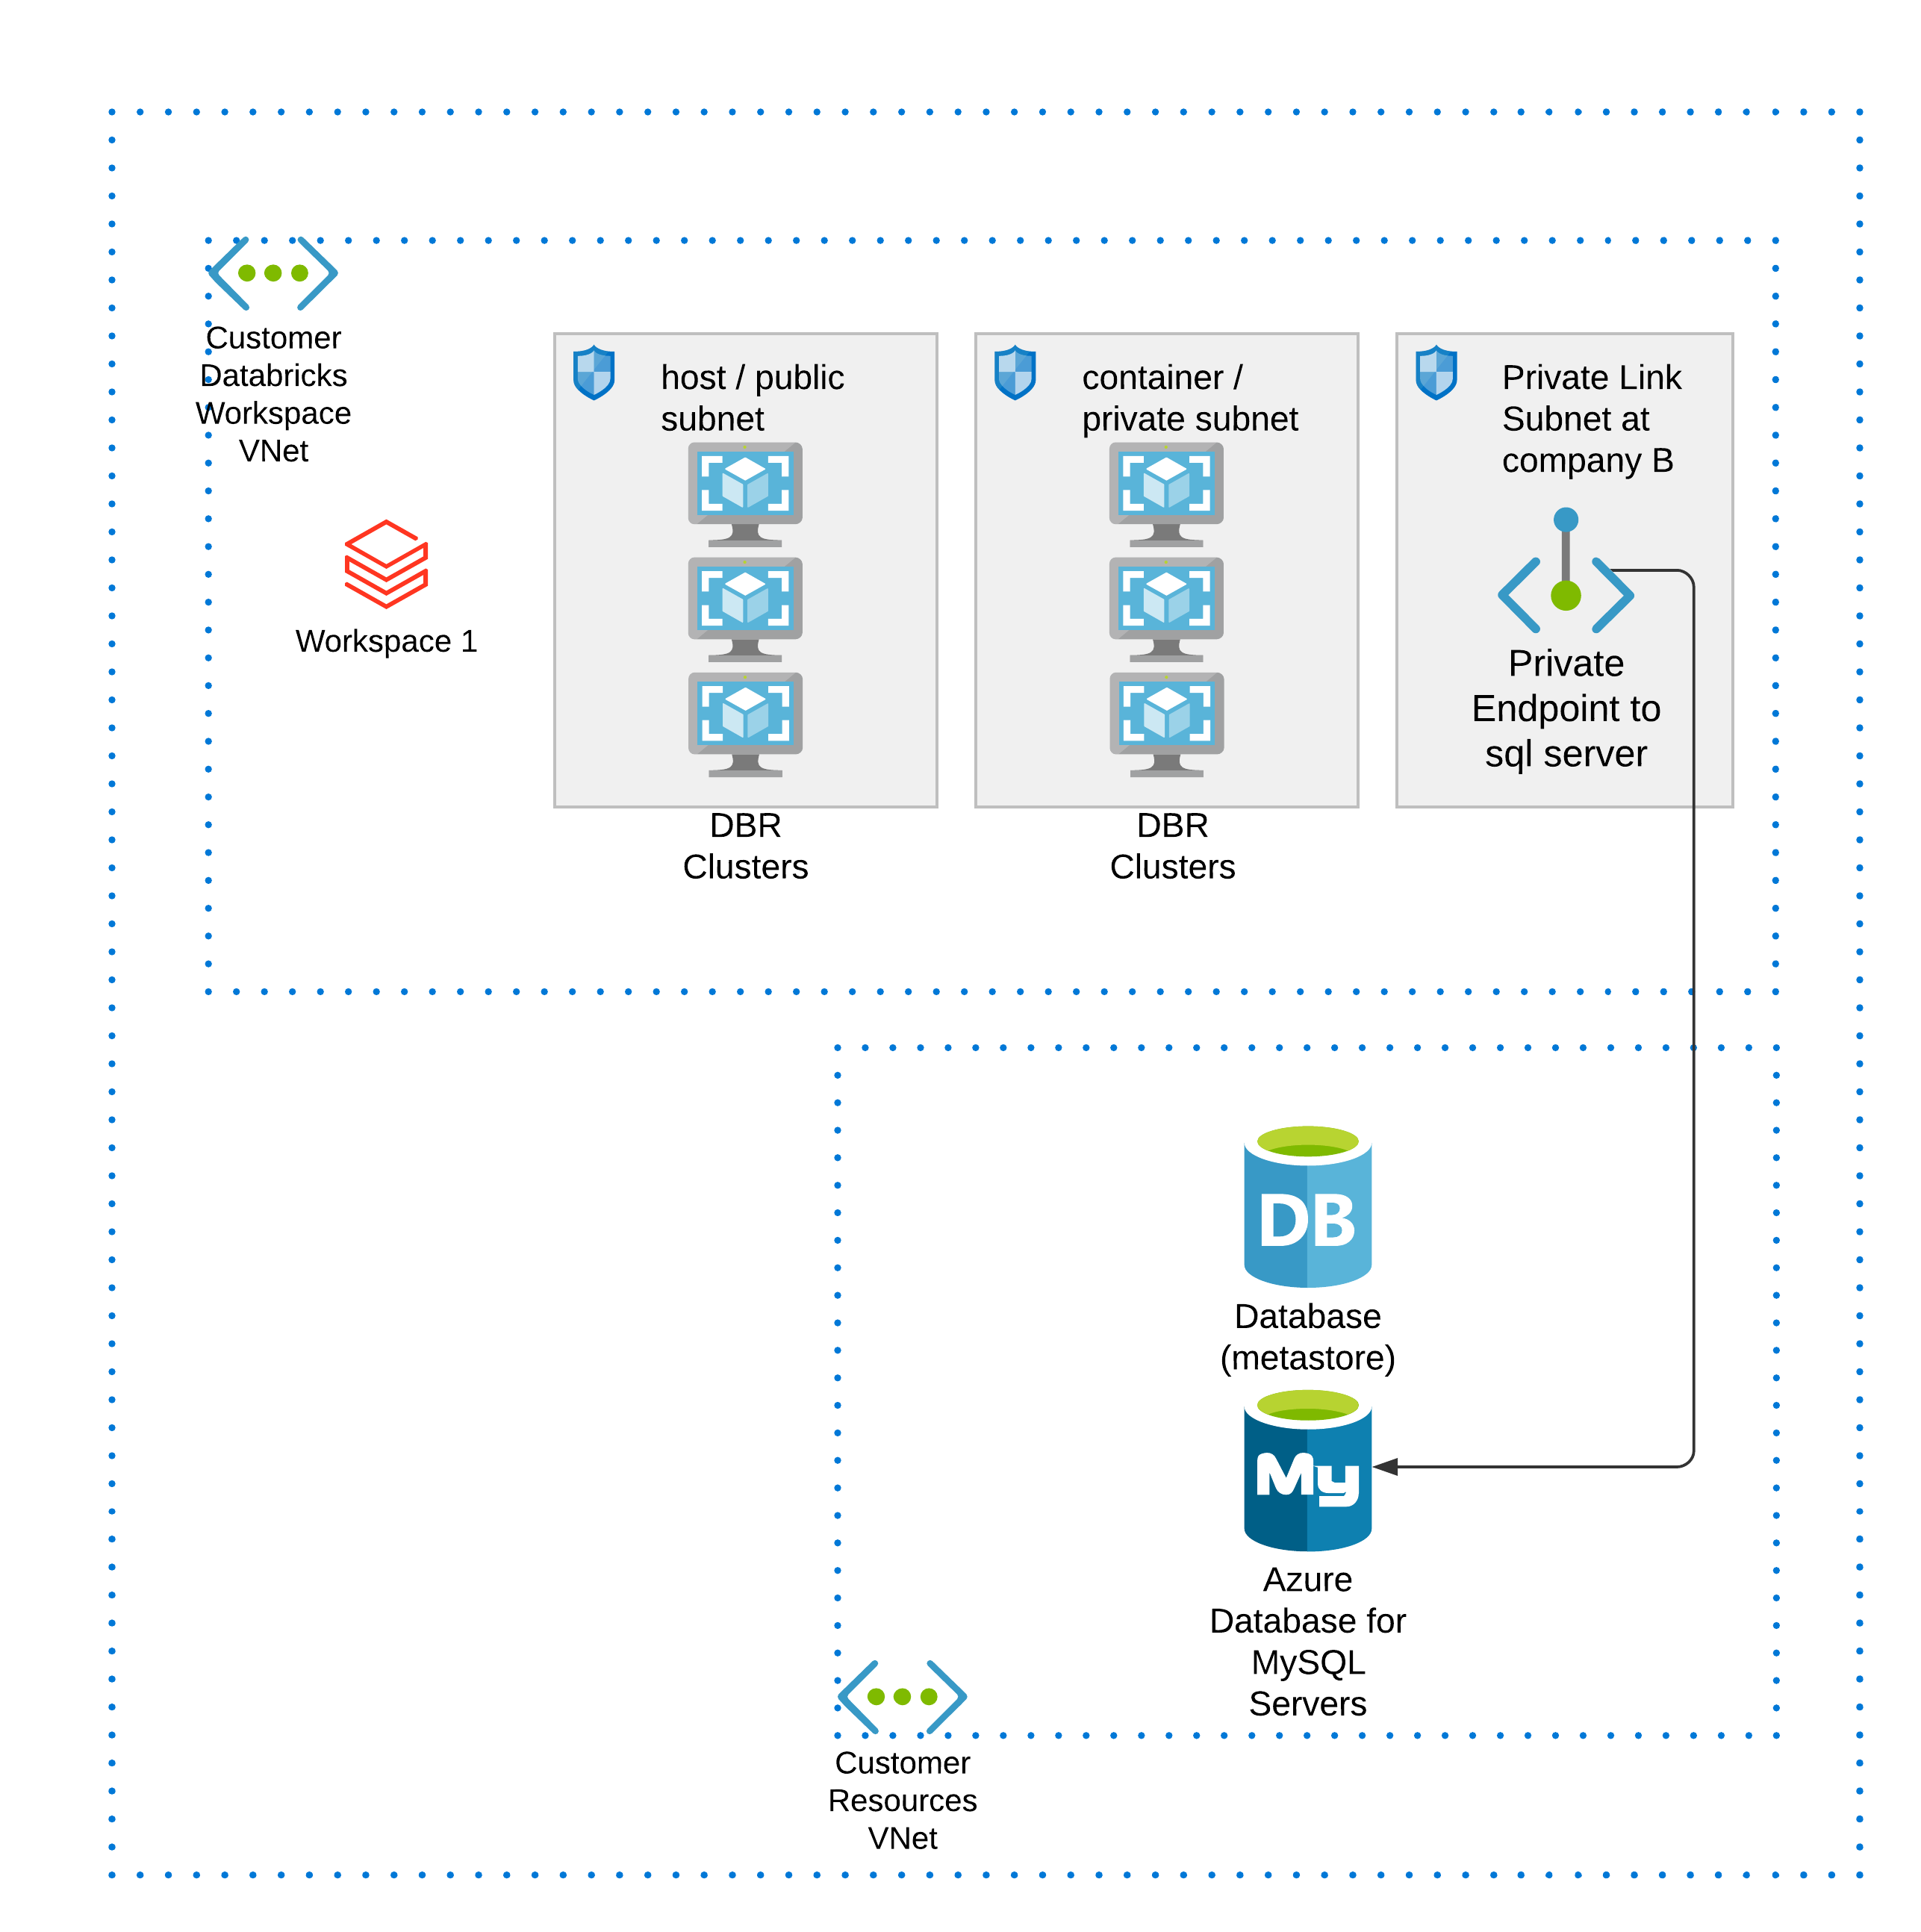 Customer
Databricks
Workspace
VNet
Workspace 1
host / public
subnet
DBR
Clusters
container /
private subnet
DBR
Clusters
Private Link
Subnet at
company B
Private
Endpoint to
sql server
DB
Database
(metastore)
My
Azure
Database for
MySQL
Servers
Customer
Resources
VNet